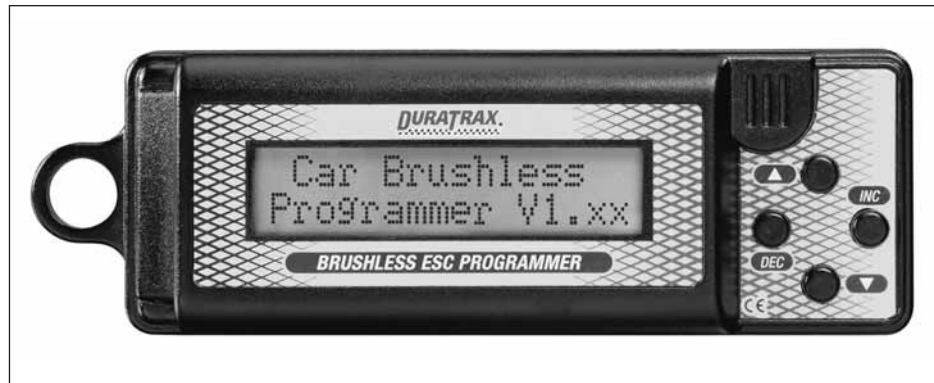 DURATRAX.
Car Brushless
Programmer V1.xx
BRUSHLESS ESC PROGRAMMER
INC
DEC
CE